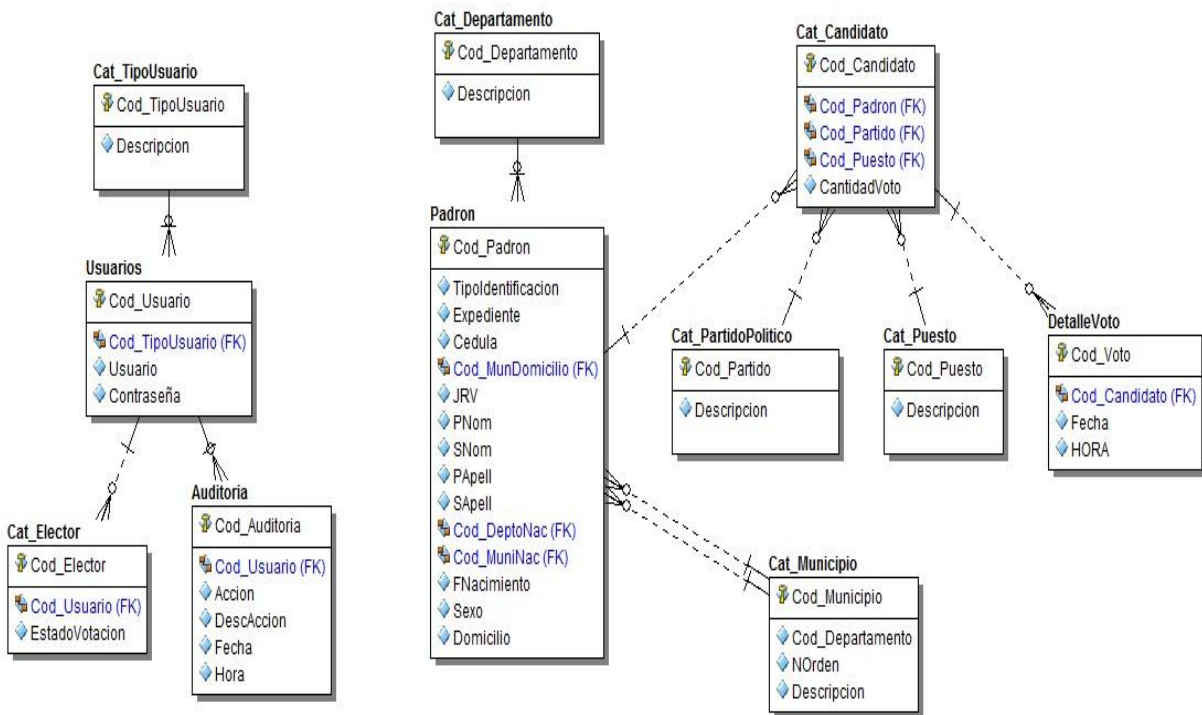 Cat_TipoUsuario
Cod_TipoUsuario
Descripcion
Usuarios
Cod_Usuario
Cod_TipoUsuario (FK)
Usuario
Contraseña
Cat_Elector
Cod_Elector
Cod_Usuario (FK)
EstadoVotacion
Auditoria
Cod_Auditoria
Cod_Usuario (FK)
Accion
DescAccion
Fecha
Hora
Cat_Departamento
Cod_Departamento
Descripcion
Padron
Cod_Padron
TipoIdentificacion
Expediente
Cedula
Cod_MunDomicilio (FK)
JRV
PNom
SNom
PApell
SApell
Cod_DeptoNac (FK)
Cod_MuniNac (FK)
FNacimiento
Sexo
Domicilio
Cat_Candidato
Cod_Candidato
Cod_Padron (FK)
Cod_Partido (FK)
Cod_Puesto (FK)
CantidadVoto
Cat_PartidoPolitico
Cod_Partido
Descripcion
Cat_Puesto
Cod_Puesto
Descripcion
DetalleVoto
Cod_Voto
Cod_Candidato (FK)
Fecha
HORA
Cat_Municipio
Cod_Municipio
Cod_Departamento
NOrden
Descripcion